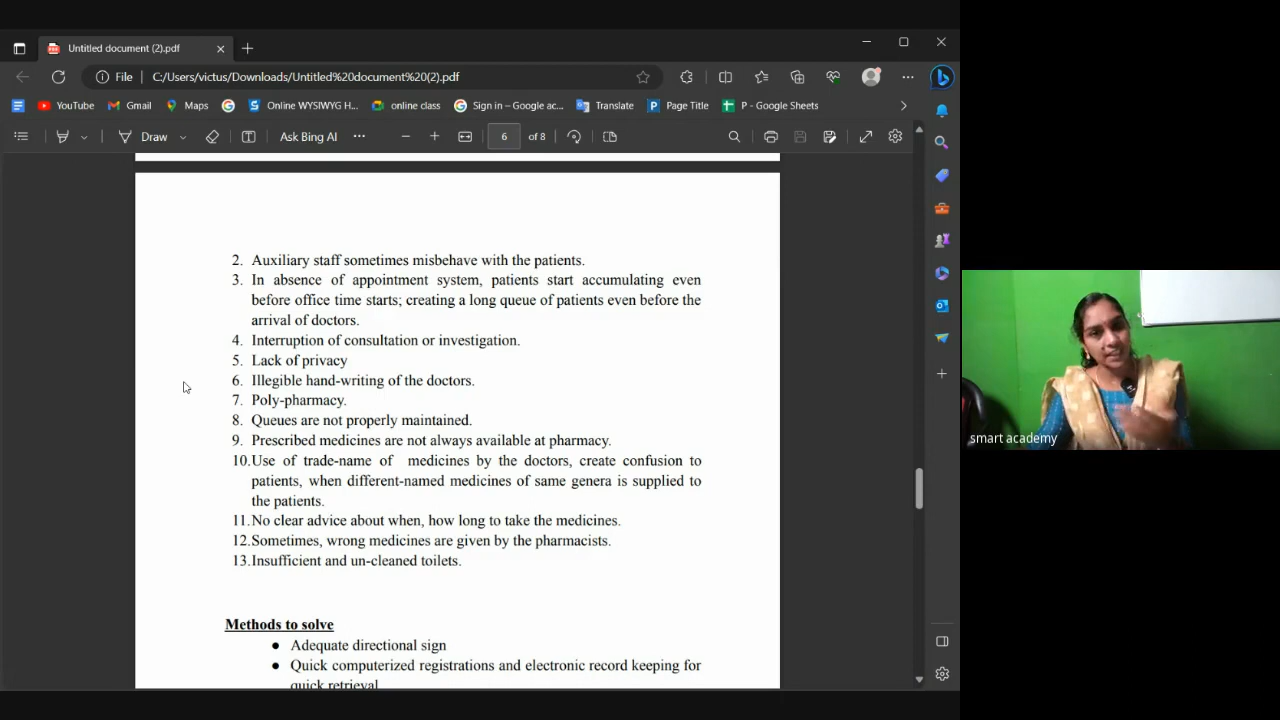 Untitled document (2).pdf
File C:/Users/victus/Downloads/Untitled%20document%20(2).pdf
YouTube Gmail Maps Online WYSIWYG H... online class Sign in – Google ac... Translate Page Title P - Google Sheets
Draw Ask Bing AI 6 of 8
2. Auxiliary staff sometimes misbehave with the patients.
3. In absence of appointment system, patients start accumulating even
before office time starts; creating a long queue of patients even before the
arrival of doctors.
4. Interruption of consultation or investigation.
5. Lack of privacy
6. Illegible hand-writing of the doctors.
7. Poly-pharmacy.
8. Queues are not properly maintained.
9. Prescribed medicines are not always available at pharmacy.
10. Use of trade-name of medicines by the doctors, create confusion to
patients, when different-named medicines of same genera is supplied to
the patients.
11. No clear advice about when, how long to take the medicines.
12. Sometimes, wrong medicines are given by the pharmacists.
13. Insufficient and un-cleaned toilets.
Methods to solve
● Adequate directional sign
● Quick computerized registrations and electronic record keeping for
quick retrieval
smart academy